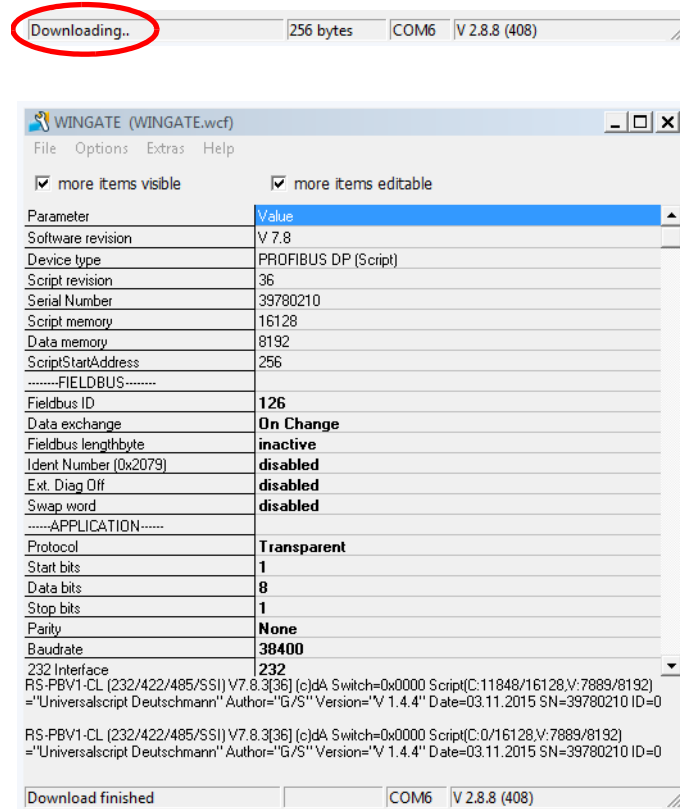 Downloading.. 256 bytes COM6 V 2.8.8 (408)
WINGATE (WINGATE.wcf)
File Options Extras Help
more items visible more items editable
Parameter Value
Software revision V 7.8
Device type PROFIBUS DP (Script)
Script revision 36
Serial Number 39780210
Script memory 16128
Data memory 8192
ScriptStartAddress 256
--------FIELDBUS--------
Fieldbus ID 126
Data exchange On Change
Fieldbus lengthbyte inactive
Ident Number (0x2079) disabled
Ext. Diag Off disabled
Swap word disabled
------APPLICATION------
Protocol Transparent
Start bits 1
Data bits 8
Stop bits 1
Parity None
Baudrate 38400
232 Interface 232
RS-PBV1-CL (232/422/485/SSI) V7.8.3[36] (c)dA Switch=0x0000 Script(C:11848/16128,V:7889/8192)
="Universalscript Deutschmann" Author="G/S" Version="V 1.4.4" Date=03.11.2015 SN=39780210 ID=0
RS-PBV1-CL (232/422/485/SSI) V7.8.3[36] (c)dA Switch=0x0000 Script(C:0/16128,V:7889/8192)
="Universalscript Deutschmann" Author="G/S" Version="V 1.4.4" Date=03.11.2015 SN=39780210 ID=0
Download finished COM6 V 2.8.8 (408)